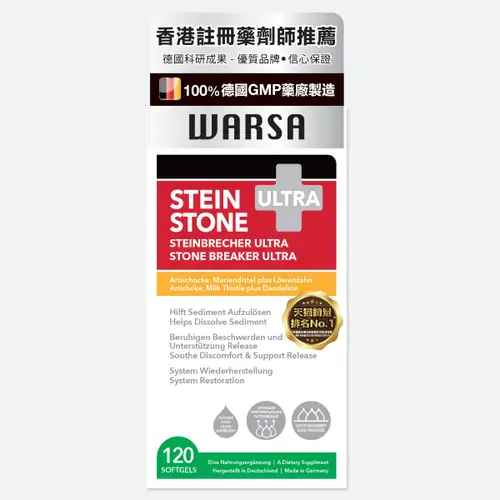 香港註冊藥劑師推薦
德國科研成果 - 優質品牌•信心保證
100%德國GMP藥廠製造
WARSA
STEIN
STONE
ULTRA
STEINBRECHER ULTRA
STONE BREAKER ULTRA
Artischocke, Mariendistel plus Löwenzahn
Artichoke, Milk Thistle plus Dandelion
Hilft Sediment Aufzulösen
Helps Dissolve Sediment
天猫銷量
排名No.1
Beruhigen Beschwerden und
Unterstützung Release
Soothe Discomfort & Support Release
System Wiederherstellung
System Restoration
120
SOFTGELS
Eine Nahrungsergänzung | A Dietary Supplment
Hergestellt in Deutschland | Made in Germany